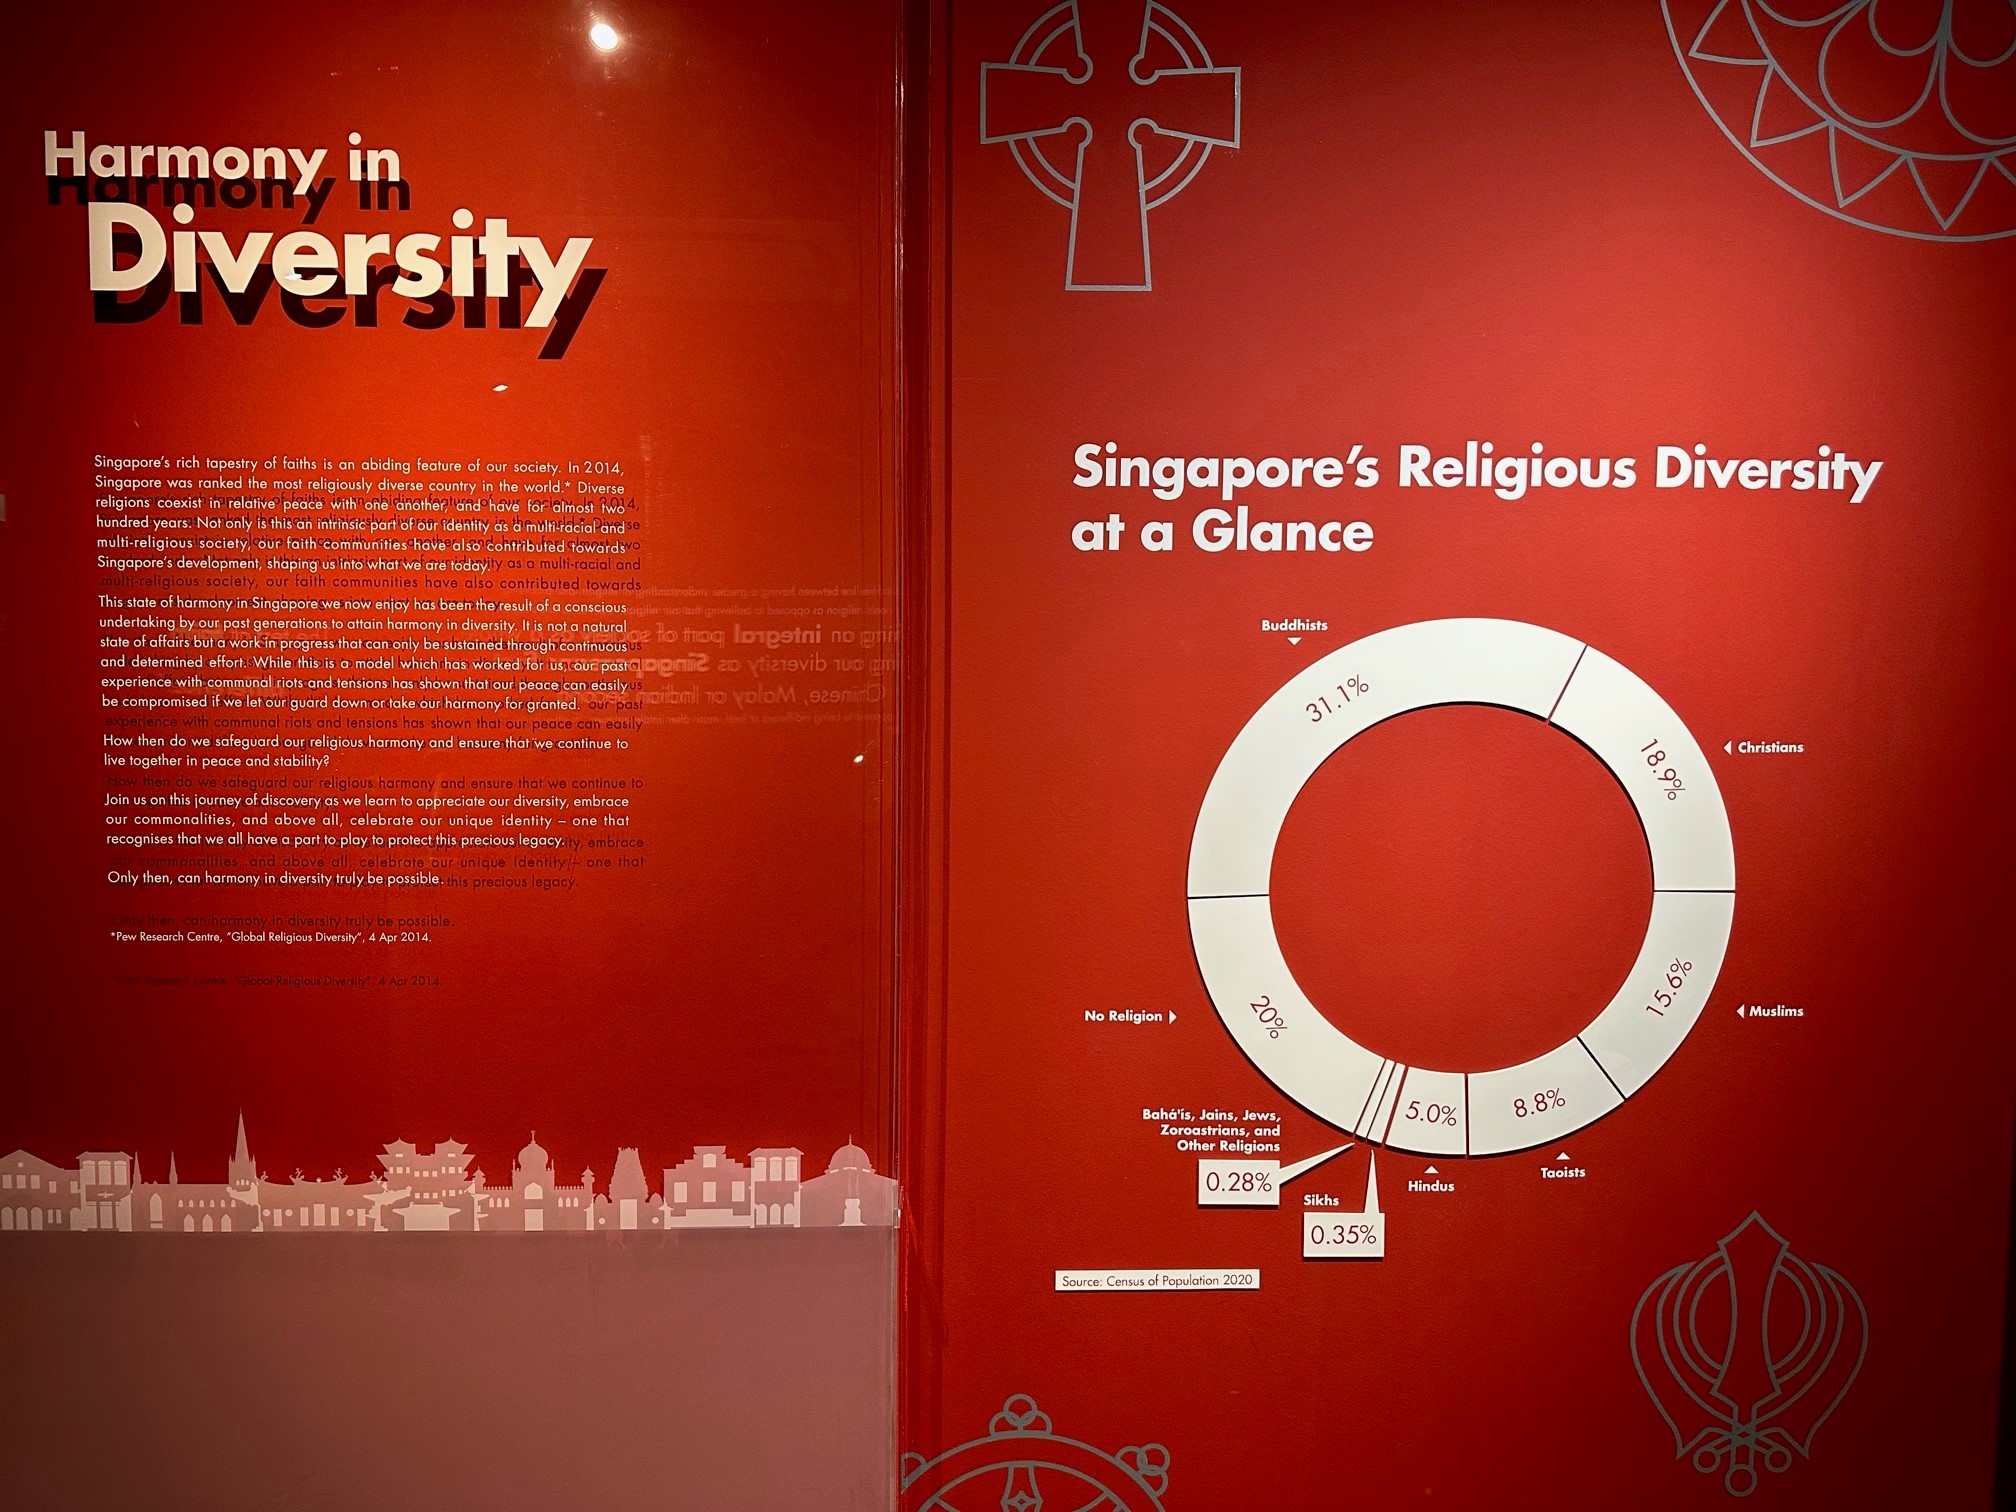 Harmony in
Diversity
Singapore's rich tapestry of faiths is an abiding feature of our society. In 2014,
Singapore was ranked the most religiously diverse country in the world.* Diverse
religions coexist in relative peace with one another, and have for almost two
hundred years. Not only is this an intrinsic part of our identity as a multi-racial and
multi-religious society, our faith communities have also contributed towards
Singapore's development, shaping us into what we are today.
This state of harmony in Singapore we now enjoy has been the result of a conscious
undertaking by our past generations to attain harmony in diversity. It is not a natural
state of affairs but a work in progress that can only be sustained through continuous
and determined effort. While this is a model which has worked for us, our past
experience with communal riots and tensions has shown that our peace can easily
be compromised if we let our guard down or take our harmony for granted.
How then do we safeguard our religious harmony and ensure that we continue to
live together in peace and stability?
Join us on this journey of discovery as we learn to appreciate our diversity, embrace
our commonalities, and above all, celebrate our unique identity – one that
recognises that we all have a part to play to protect this precious legacy.
Only then, can harmony in diversity truly be possible.
*Pew Research Centre, "Global Religious Diversity", 4 Apr 2014.
Singapore's Religious Diversity
at a Glance
Buddhists
31.1%
18.9%
Christians
15.6%
Muslims
No Religion
20%
8.8%
Taoists
5.0%
Hindus
Bahá'ís, Jains, Jews,
Zoroastrians, and
Other Religions
0.28%
Sikhs
0.35%
Source: Census of Population 2020